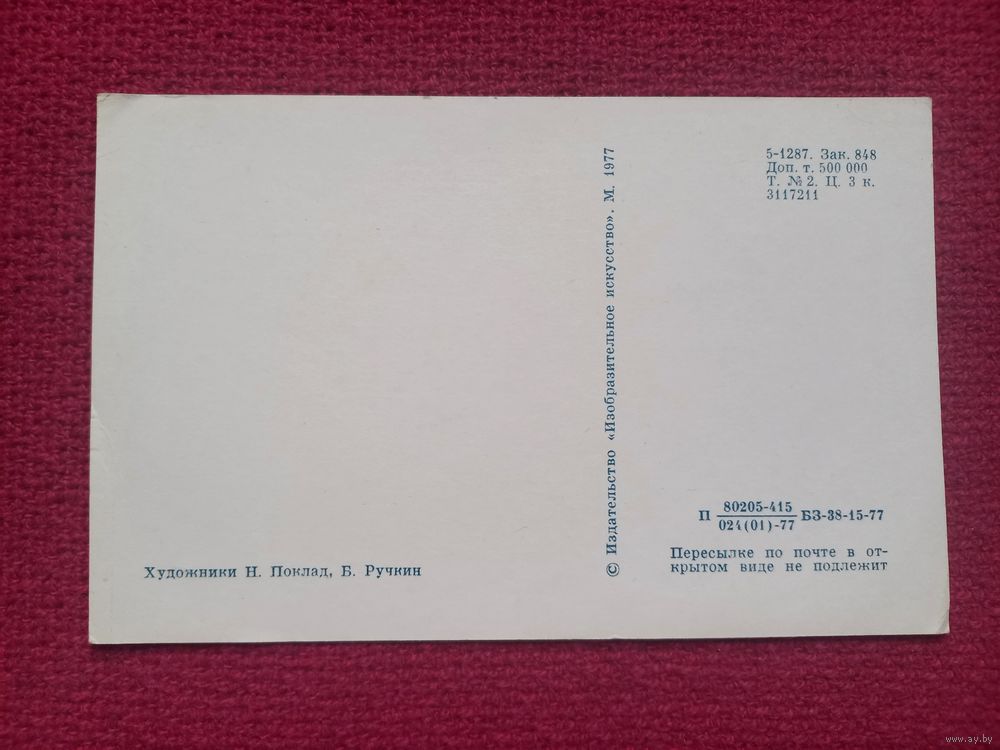 Художники Н. Поклад, Б. Ручкин
© Издательство «Изобразительное искусство». М. 1977
5-1287. Зак. 848
Доп. т. 500 000
Т. № 2. Ц. 3 к.
3117211
П 80205-415 БЗ-38-15-77
024(01)-77
Пересылке по почте в от-
крытом виде не подлежит
www.ay.by